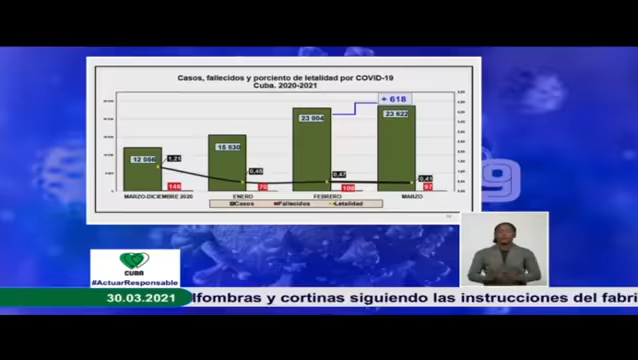 Casos, fallecidos y porciento de letalidad por COVID-19
Cuba. 2020-2021
+ 618
23 004
23 622
15 530
12 056
1,21
0,45
0,47
0,41
146
70
108
97
MARZO-DICIEMBRE 2020
ENERO
FEBRERO
MARZO
Casos
Fallecidos
Letalidad
9
CUBA
#ActuarResponsable
30.03.2021
lfombras y cortinas siguiendo las instrucciones del fabri